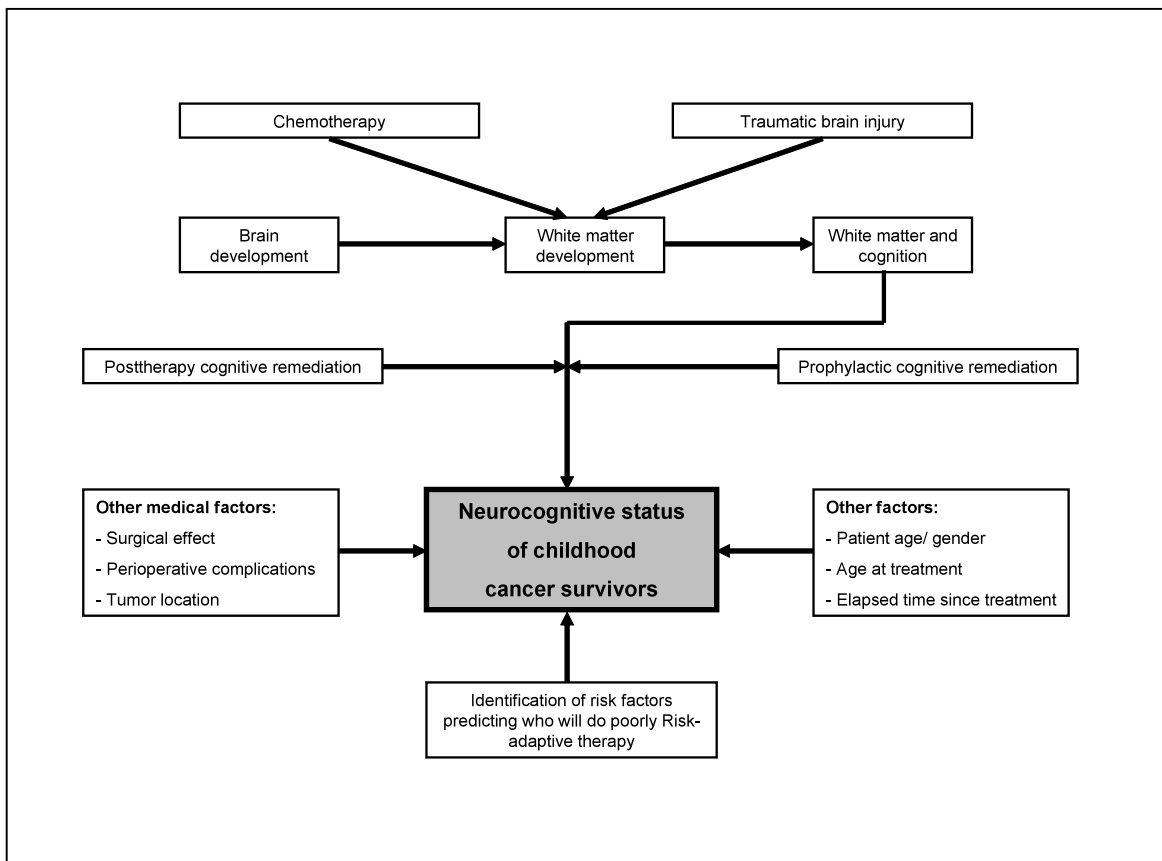 Chemotherapy
Traumatic brain injury
Brain
development
White matter
development
White matter and
cognition
Posttherapy cognitive remediation
Prophylactic cognitive remediation
Other medical factors:
- Surgical effect
- Perioperative complications
- Tumor location
Neurocognitive status
of childhood
cancer survivors
Other factors:
- Patient age/ gender
- Age at treatment
- Elapsed time since treatment
Identification of risk factors
predicting who will do poorly Risk-
adaptive therapy